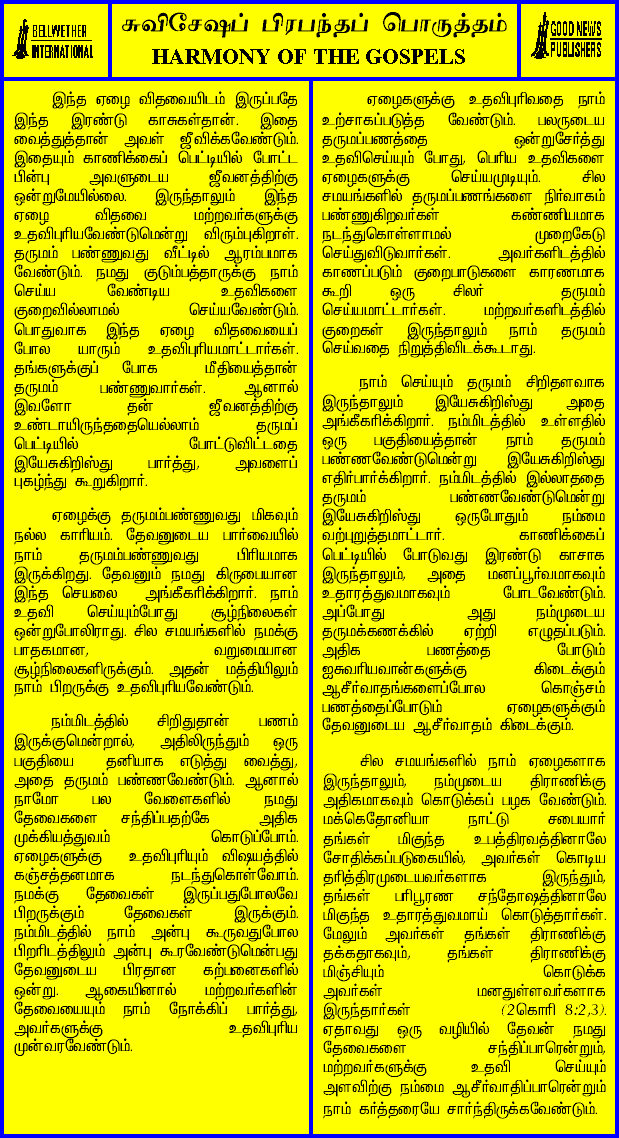 BELLWETHER
INTERNATIONAL
சுவிசேஷப் பிரபந்தப் பொருத்தம்
HARMONY OF THE GOSPELS
GOOD NEWS
PUBLISHERS
இந்த ஏழை விதவையிடம் இருப்பதே
இந்த இரண்டு காசுகள்தான். இதை
வைத்துத்தான் அவள் ஜீவிக்கவேண்டும்.
இதையும் காணிக்கைப் பெட்டியில் போட்ட
பின்பு அவளுடைய ஜீவனத்திற்கு
ஒன்றுமேயில்லை. இருந்தாலும் இந்த
ஏழை விதவை மற்றவர்களுக்கு
உதவிபுரியவேண்டுமென்று விரும்புகிறாள்.
தருமம் பண்ணுவது வீட்டில் ஆரம்பமாக
வேண்டும். நமது குடும்பத்தாருக்கு நாம்
செய்ய வேண்டிய உதவிகளை
குறைவில்லாமல் செய்யவேண்டும்.
பொதுவாக இந்த ஏழை விதவையைப்
போல யாரும் உதவிபுரியமாட்டார்கள்.
தங்களுக்குப் போக மீதியைத்தான்
தருமம் பண்ணுவார்கள். ஆனால்
இவளோ தன் ஜீவனத்திற்கு
உண்டாயிருந்ததையெல்லாம் தருமப்
பெட்டியில் போட்டுவிட்டதை
இயேசுகிறிஸ்து பார்த்து, அவளைப்
புகழ்ந்து கூறுகிறார்.
ஏழைக்கு தருமம்பண்ணுவது மிகவும்
நல்ல காரியம். தேவனுடைய பார்வையில்
நாம் தருமம்பண்ணுவது பிரியமாக
இருக்கிறது. தேவனும் நமது கிருபையான
இந்த செயலை அங்கீகரிக்கிறார். நாம்
உதவி செய்யும்போது சூழ்நிலைகள்
ஒன்றுபோலிராது. சில சமயங்களில் நமக்கு
பாதகமான, வறுமையான
சூழ்நிலைகளிருக்கும். அதன் மத்தியிலும்
நாம் பிறருக்கு உதவிபுரியவேண்டும்.
நம்மிடத்தில் சிறிதுதான் பணம்
இருக்குமென்றால், அதிலிருந்தும் ஒரு
பகுதியை தனியாக எடுத்து வைத்து,
அதை தருமம் பண்ணவேண்டும். ஆனால்
நாமோ பல வேளைகளில் நமது
தேவைகளை சந்திப்பதற்கே அதிக
முக்கியத்துவம் கொடுப்போம்.
ஏழைகளுக்கு உதவிபுரியும் விஷயத்தில்
கஞ்சத்தனமாக நடந்துகொள்வோம்.
நமக்கு தேவைகள் இருப்பதுபோலவே
பிறருக்கும் தேவைகள் இருக்கும்.
நம்மிடத்தில் நாம் அன்பு கூருவதுபோல
பிறரிடத்திலும் அன்பு கூரவேண்டுமென்பது
தேவனுடைய பிரதான கற்பனைகளில்
ஒன்று. ஆகையினால் மற்றவர்களின்
தேவையையும் நாம் நோக்கிப் பார்த்து,
அவர்களுக்கு உதவிபுரிய
முன்வரவேண்டும்.
ஏழைகளுக்கு உதவிபுரிவதை நாம்
உற்சாகப்படுத்த வேண்டும். பலருடைய
தருமப்பணத்தை ஒன்றுசேர்த்து
உதவிசெய்யும் போது, பெரிய உதவிகளை
ஏழைகளுக்கு செய்யமுடியும். சில
சமயங்களில் தருமப்பணங்களை நிர்வாகம்
பண்ணுகிறவர்கள் கண்ணியமாக
நடந்துகொள்ளாமல் முறைகேடு
செய்துவிடுவார்கள். அவர்களிடத்தில்
காணப்படும் குறைபாடுகளை காரணமாக
கூறி ஒரு சிலர் தருமம்
செய்யமாட்டார்கள். மற்றவர்களிடத்தில்
குறைகள் இருந்தாலும் நாம் தருமம்
செய்வதை நிறுத்திவிடக்கூடாது.
நாம் செய்யும் தருமம் சிறிதளவாக
இருந்தாலும் இயேசுகிறிஸ்து அதை
அங்கீகரிக்கிறார். நம்மிடத்தில் உள்ளதில்
ஒரு பகுதியைத்தான் நாம் தருமம்
பண்ணவேண்டுமென்று இயேசுகிறிஸ்து
எதிர்பார்க்கிறார். நம்மிடத்தில் இல்லாததை
தருமம் பண்ணவேண்டுமென்று
இயேசுகிறிஸ்து ஒருபோதும் நம்மை
வற்புறுத்தமாட்டார். காணிக்கைப்
பெட்டியில் போடுவது இரண்டு காசாக
இருந்தாலும், அதை மனப்பூர்வமாகவும்
உதாரத்துவமாகவும் போடவேண்டும்.
அப்போது அது நம்முடைய
தருமக்கணக்கில் ஏற்றி எழுதப்படும்.
அதிக பணத்தை போடும்
ஐசுவரியவான்களுக்கு கிடைக்கும்
ஆசீர்வாதங்களைப்போல கொஞ்சம்
பணத்தைப்போடும் ஏழைகளுக்கும்
தேவனுடைய ஆசீர்வாதம் கிடைக்கும்.
சில சமயங்களில் நாம் ஏழைகளாக
இருந்தாலும், நம்முடைய திராணிக்கு
அதிகமாகவும் கொடுக்கப் பழக வேண்டும்.
மக்கெதோனியா நாட்டு சபையார்
தங்கள் மிகுந்த உபத்திரவத்தினாலே
சோதிக்கப்படுகையில், அவர்கள் கொடிய
தரித்திரமுடையவர்களாக இருந்தும்,
தங்கள் பரிபூரண சந்தோஷத்தினாலே
மிகுந்த உதாரத்துவமாய் கொடுத்தார்கள்.
மேலும் அவர்கள் தங்கள் திராணிக்கு
தக்கதாகவும், தங்கள் திராணிக்கு
மிஞ்சியும் கொடுக்க
அவர்கள் மனதுள்ளவர்களாக
இருந்தார்கள் (2கொரி 8:2,3).
ஏதாவது ஒரு வழியில் தேவன் நமது
தேவைகளை சந்திப்பாரென்றும்,
மற்றவர்களுக்கு உதவி செய்யும்
அளவிற்கு நம்மை ஆசீர்வாதிப்பாரென்றும்
நாம் கர்த்தரையே சார்ந்திருக்கவேண்டும்.